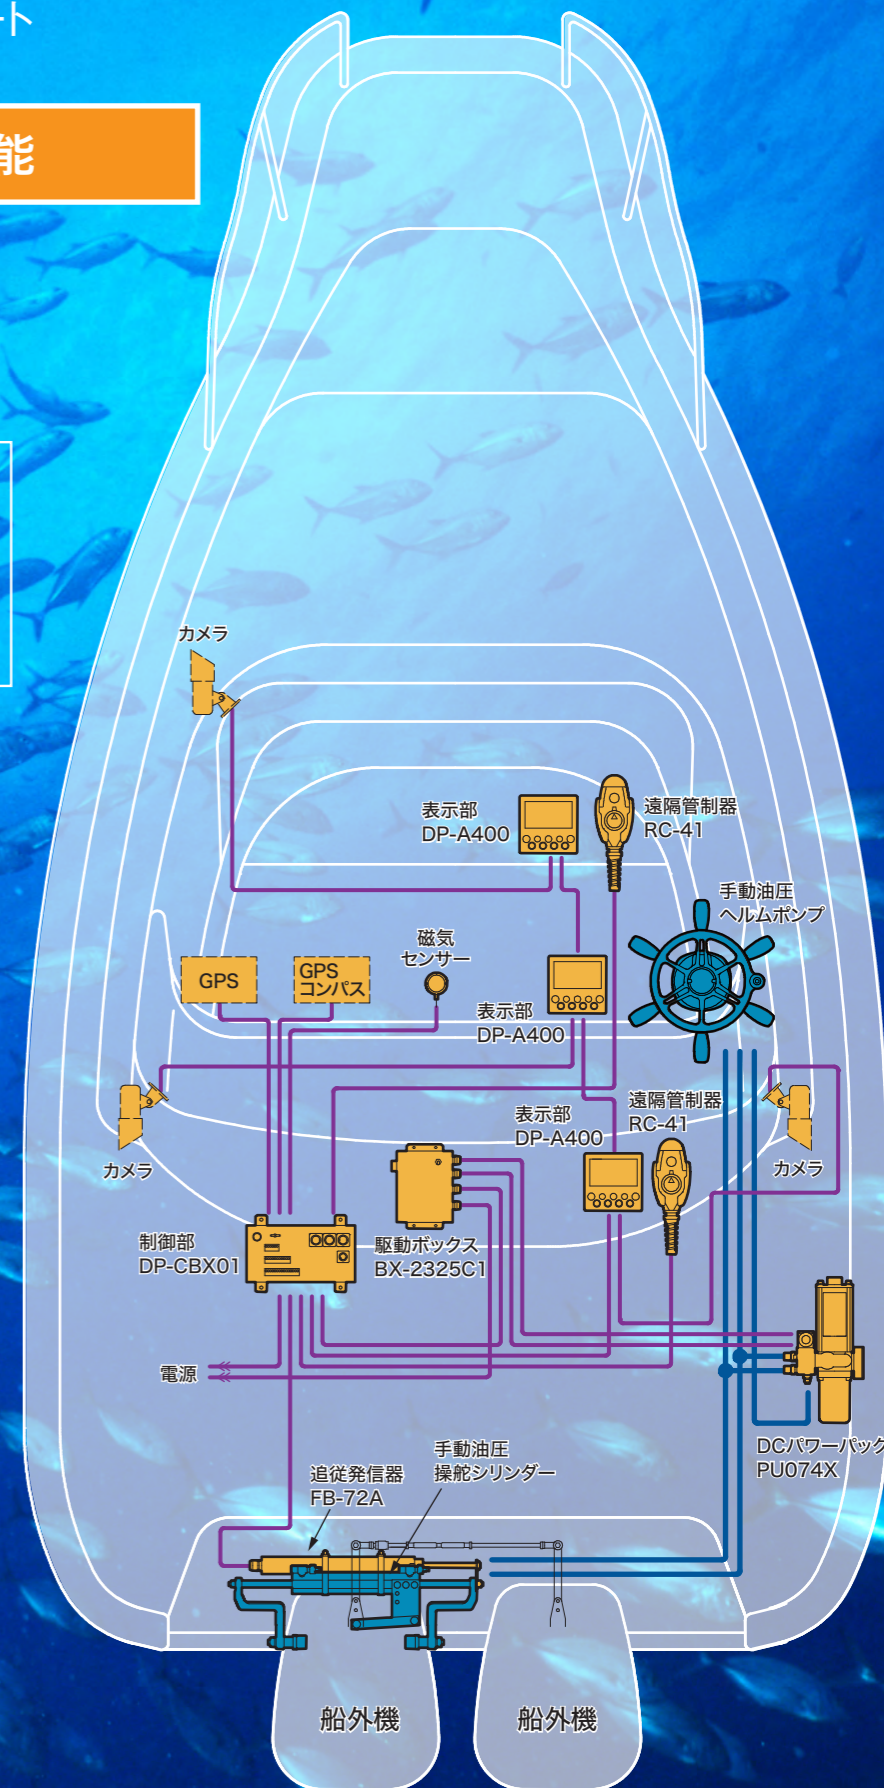 ート
能
カメラ
表示部
DP-A400
遠隔管制器
RC-41
手動油圧
ヘルムポンプ
磁気
センサー
GPS
GPS
コンパス
表示部
DP-A400
表示部
DP-A400
遠隔管制器
RC-41
カメラ
カメラ
制御部
DP-CBX01
駆動ボックス
BX-2325C1
電源
DCパワーパック
PU074X
追従発信器
FB-72A
手動油圧
操舵シリンダー
船外機
船外機